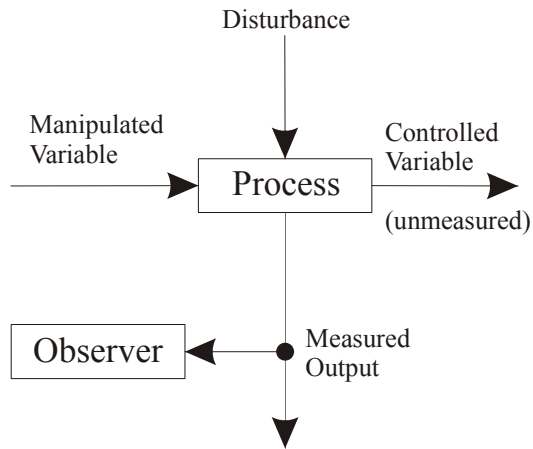 Disturbance
Manipulated
Variable
Controlled
Variable
Process
(unmeasured)
Observer
Measured
Output